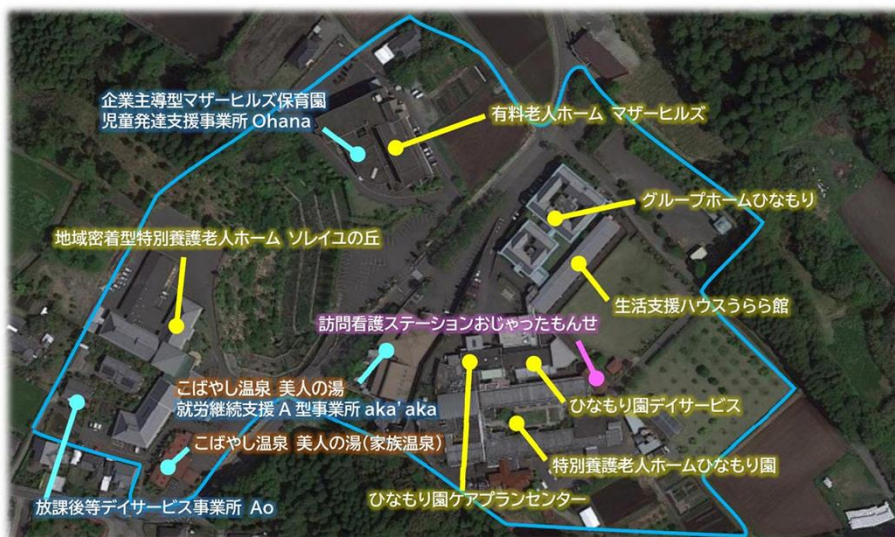 企業主導型マザーヒルズ保育園
児童発達支援事業所 Ohana
有料老人ホーム マザーヒルズ
グループホームひなもり
地域密着型特別養護老人ホーム ソレイユの丘
生活支援ハウスうらら館
訪問看護ステーションおじゃったもんせ
こばやし温泉 美人の湯
就労継続支援A型事業所aka'aka
ひなもり園デイサービス
こばやし温泉 美人の湯(家族温泉)
特別養護老人ホームひなもり園
ひなもり園ケアプランセンター
放課後等デイサービス事業所 Ao